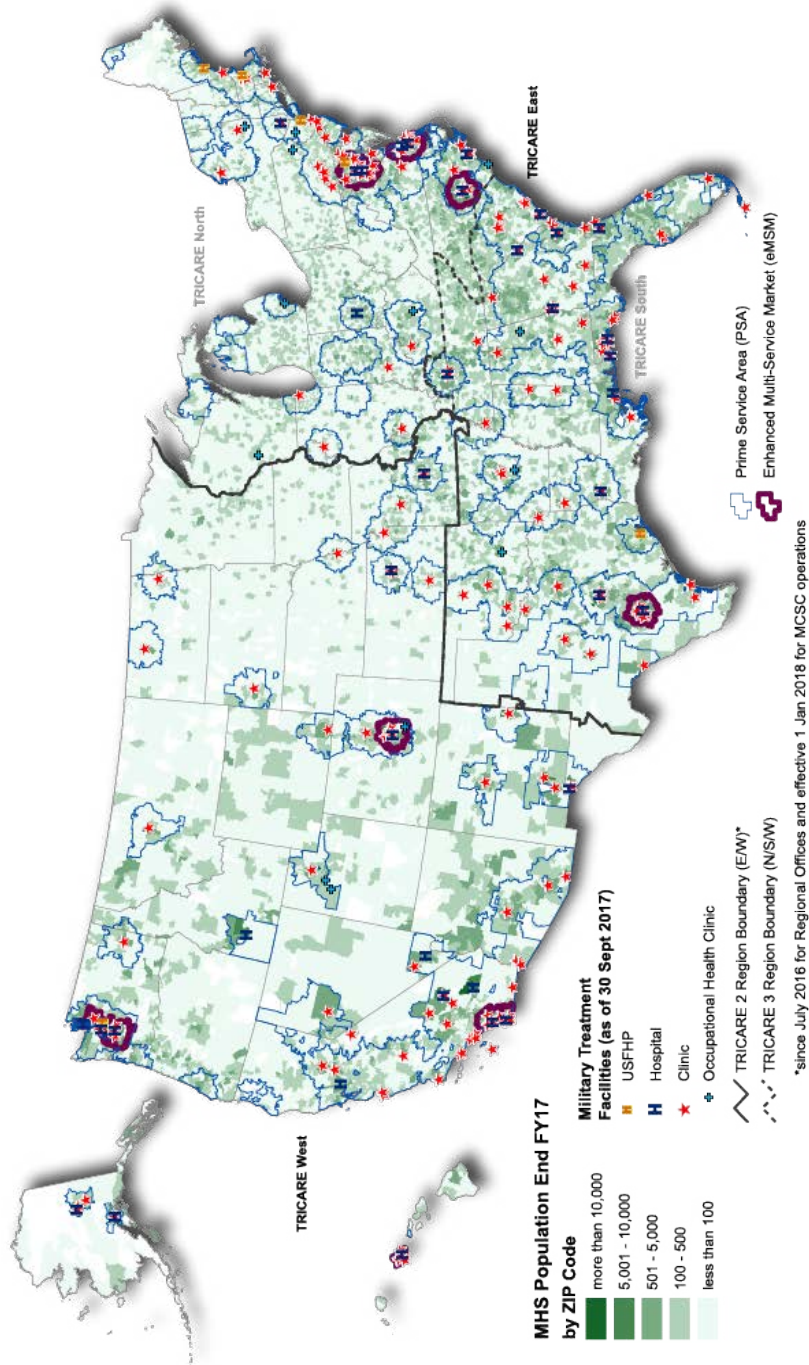 TRICARE North
TRICARE East
TRICARE South
TRICARE West
MHS Population End FY17
by ZIP Code
more than 10,000
5,001 - 10,000
501 - 5,000
100 - 500
less than 100
Military Treatment
Facilities (as of 30 Sept 2017)
H USFHP
H Hospital
Clinic
Occupational Health Clinic
TRICARE 2 Region Boundary (E/W)*
TRICARE 3 Region Boundary (N/S/W)
Prime Service Area (PSA)
Enhanced Multi-Service Market (eMSM)
*since July 2016 for Regional Offices and effective 1 Jan 2018 for MCSC operations